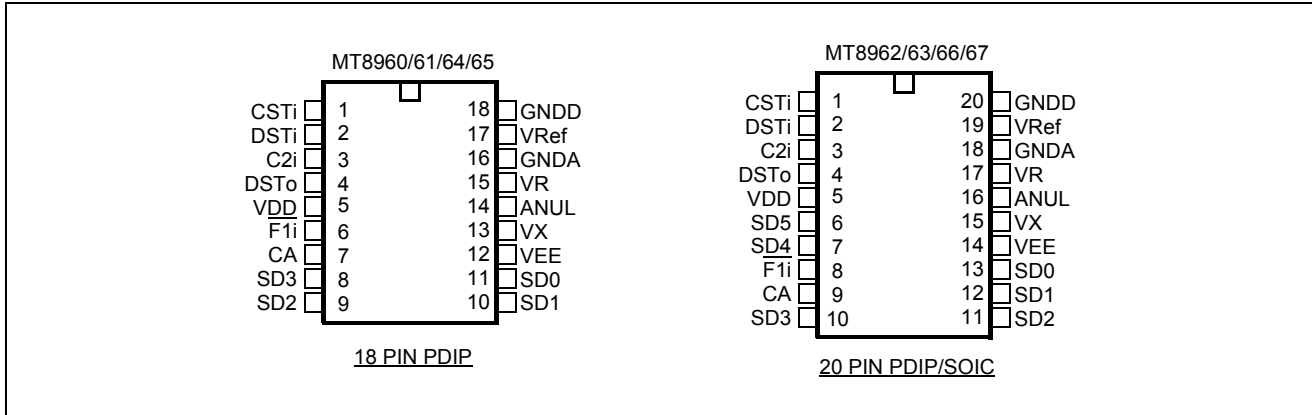 MT8960/61/64/65
CSTi 1 18 GNDD
DSTi 2 17 VRef
C2i 3 16 GNDA
DSTo 4 15 VR
VDD 5 14 ANUL
F1i 6 13 VX
CA 7 12 VEE
SD3 8 11 SD0
SD2 9 10 SD1
18 PIN PDIP
MT8962/63/66/67
CSTi 1 20 GNDD
DSTi 2 19 VRef
C2i 3 18 GNDA
DSTo 4 17 VR
VDD 5 16 ANUL
SD5 6 15 VX
SD4 7 14 VEE
F1i 8 13 SD0
CA 9 12 SD1
SD3 10 11 SD2
20 PIN PDIP/SOIC